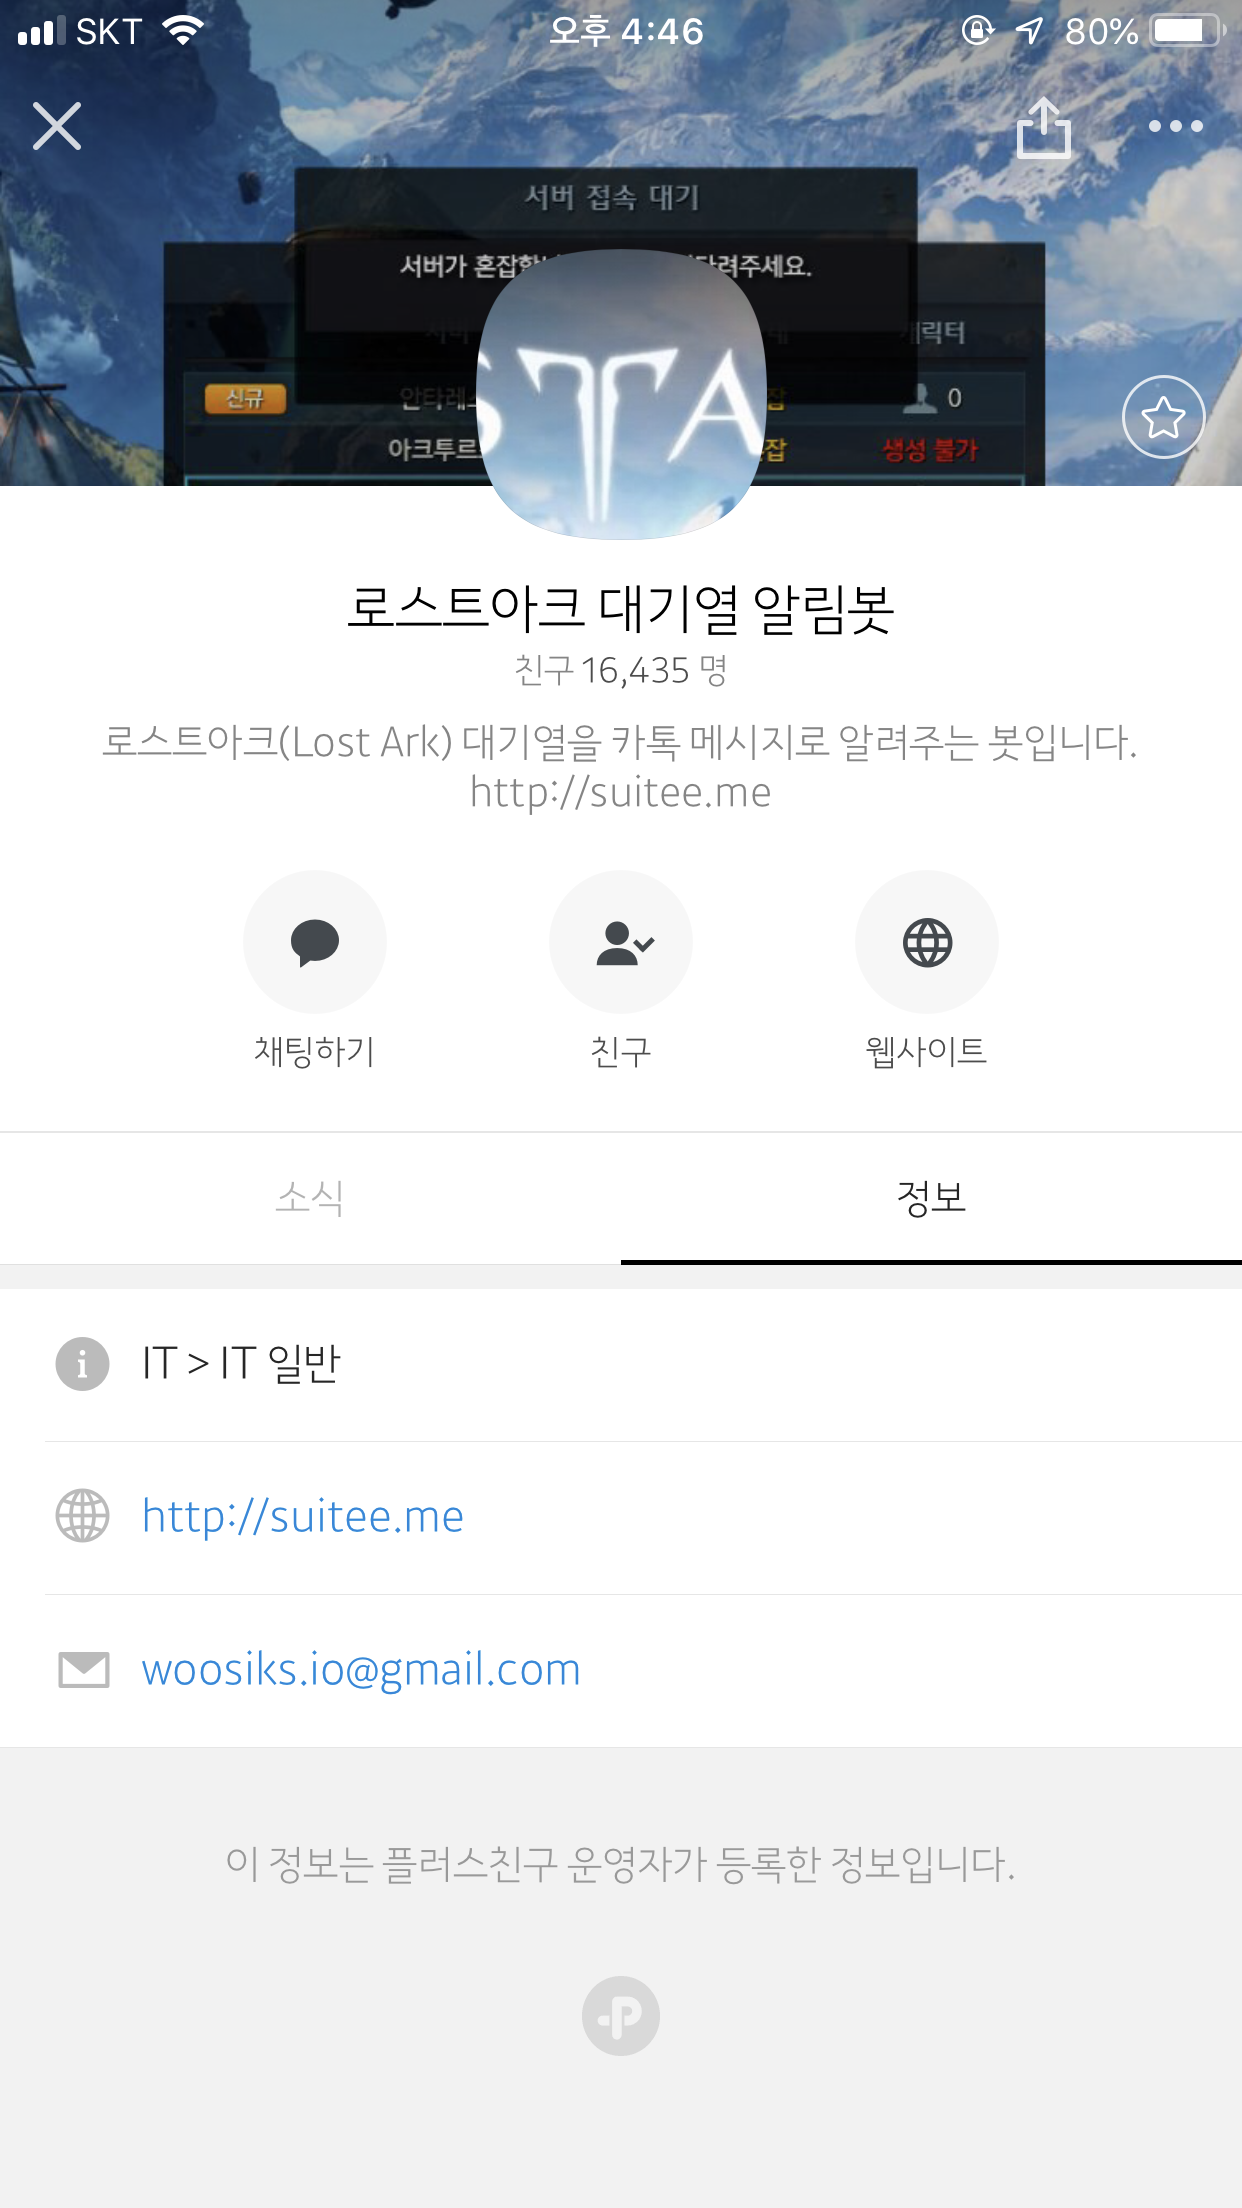 SKT 오후 4:46 80%
서버 접속 대기
서버가 혼잡합 려주세요.
캐릭터
신규 안타레스 잡 0
아크투르 잡 생성 불가
STA
로스트아크 대기열 알림봇
친구 16,435 명
로스트아크(Lost Ark) 대기열을 카톡 메시지로 알려주는 봇입니다.
http://suitee.me
채팅하기 친구 웹사이트
소식 정보
IT > IT 일반
http://suitee.me
woosiks.io@gmail.com
이 정보는 플러스친구 운영자가 등록한 정보입니다.